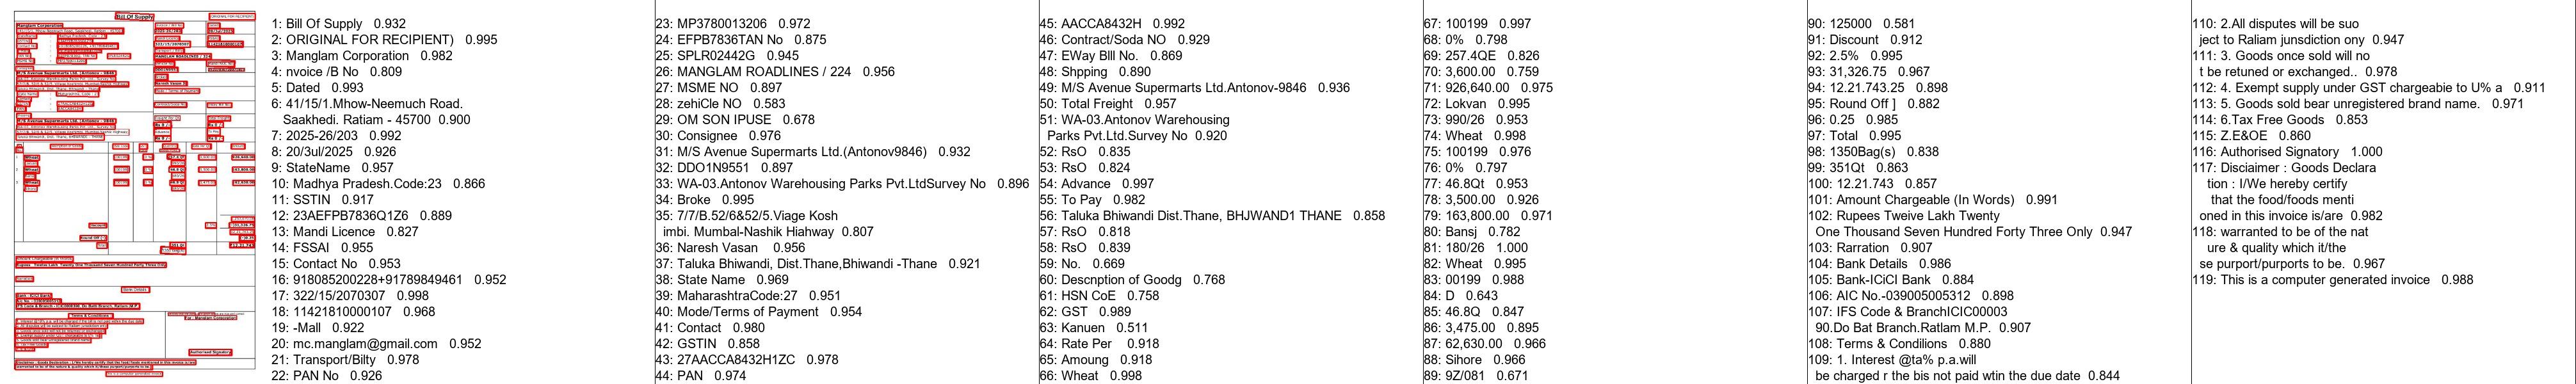 1: Bill Of Supply 0.932
2: ORIGINAL FOR RECIPIENT) 0.995
3: Manglam Corporation 0.982
4: nvoice /B No 0.809
5: Dated 0.993
6: 41/15/1.Mhow-Neemuch Road.
Saakhedi. Ratiam - 45700 0.900
7: 2025-26/203 0.992
8: 20/3ul/2025 0.926
9: StateName 0.957
10: Madhya Pradesh.Code:23 0.866
11: SSTIN 0.917
12: 23AEFPB7836Q1Z6 0.889
13: Mandi Licence 0.827
14: FSSAI 0.955
15: Contact No 0.953
16: 918085200228+91789849461 0.952
17: 322/15/2070307 0.998
18: 11421810000107 0.968
19: -Mall 0.922
20: mc.manglam@gmail.com 0.952
21: Transport/Bilty 0.978
22: PAN No 0.926
23: MP3780013206 0.972
24: EFPB7836TAN No 0.875
25: SPLR02442G 0.945
26: MANGLAM ROADLINES / 224 0.956
27: MSME NO 0.897
28: zehiCle NO 0.583
29: OM SON IPUSE 0.678
30: Consignee 0.976
31: M/S Avenue Supermarts Ltd.(Antonov9846) 0.932
32: DDO1N9551 0.897
33: WA-03.Antonov Warehousing Parks Pvt.LtdSurvey No 0.896
34: Broke 0.995
35: 7/7/B.52/6&52/5.Viage Kosh
imbi. Mumbal-Nashik Hiahway 0.807
36: Naresh Vasan 0.956
37: Taluka Bhiwandi, Dist.Thane,Bhiwandi -Thane 0.921
38: State Name 0.969
39: MaharashtraCode:27 0.951
40: Mode/Terms of Payment 0.954
41: Contact 0.980
42: GSTIN 0.858
43: 27AACCA8432H1ZC 0.978
44: PAN 0.974
45: AACCA8432H 0.992
46: Contract/Soda NO 0.929
47: EWay Blll No. 0.869
48: Shpping 0.890
49: M/S Avenue Supermarts Ltd.Antonov-9846 0.936
50: Total Freight 0.957
51: WA-03.Antonov Warehousing
Parks Pvt.Ltd.Survey No 0.920
52: RsO 0.835
53: RsO 0.824
54: Advance 0.997
55: To Pay 0.982
56: Taluka Bhiwandi Dist.Thane, BHJWAND1 THANE 0.858
57: RsO 0.818
58: RsO 0.839
59: No. 0.669
60: Descnption of Goodg 0.768
61: HSN CoE 0.758
62: GST 0.989
63: Kanuen 0.511
64: Rate Per 0.918
65: Amoung 0.918
66: Wheat 0.998
67: 100199 0.997
68: 0% 0.798
69: 257.4QE 0.826
70: 3,600.00 0.759
71: 926,640.00 0.975
72: Lokvan 0.995
73: 990/26 0.953
74: Wheat 0.998
75: 100199 0.976
76: 0% 0.797
77: 46.8Qt 0.953
78: 3,500.00 0.926
79: 163,800.00 0.971
80: Bansj 0.782
81: 180/26 1.000
82: Wheat 0.995
83: 00199 0.988
84: D 0.643
85: 46.8Q 0.847
86: 3,475.00 0.895
87: 62,630.00 0.966
88: Sihore 0.966
89: 9Z/081 0.671
90: 125000 0.581
91: Discount 0.912
92: 2.5% 0.995
93: 31,326.75 0.967
94: 12.21.743.25 0.898
95: Round Off ] 0.882
96: 0.25 0.985
97: Total 0.995
98: 1350Bag(s) 0.838
99: 351Qt 0.863
100: 12.21.743 0.857
101: Amount Chargeable (In Words) 0.991
102: Rupees Tweive Lakh Twenty
One Thousand Seven Hundred Forty Three Only 0.947
103: Rarration 0.907
104: Bank Details 0.986
105: Bank-ICiCI Bank 0.884
106: AIC No.-039005005312 0.898
107: IFS Code & BranchICIC00003
90.Do Bat Branch.Ratlam M.P. 0.907
108: Terms & Condilions 0.880
109: 1. Interest @ta% p.a.will
be charged r the bis not paid wtin the due date 0.844
110: 2.All disputes will be suo
ject to Raliam junsdiction ony 0.947
111: 3. Goods once sold will no
t be retuned or exchanged.. 0.978
112: 4. Exempt supply under GST chargeabie to U% a 0.911
113: 5. Goods sold bear unregistered brand name. 0.971
114: 6.Tax Free Goods 0.853
115: Z.E&OE 0.860
116: Authorised Signatory 1.000
117: Disciaimer : Goods Declara
tion : I/We hereby certify
that the food/foods menti
oned in this invoice is/are 0.982
118: warranted to be of the nat
ure & quality which it/the
se purport/purports to be. 0.967
119: This is a computer generated invoice 0.988